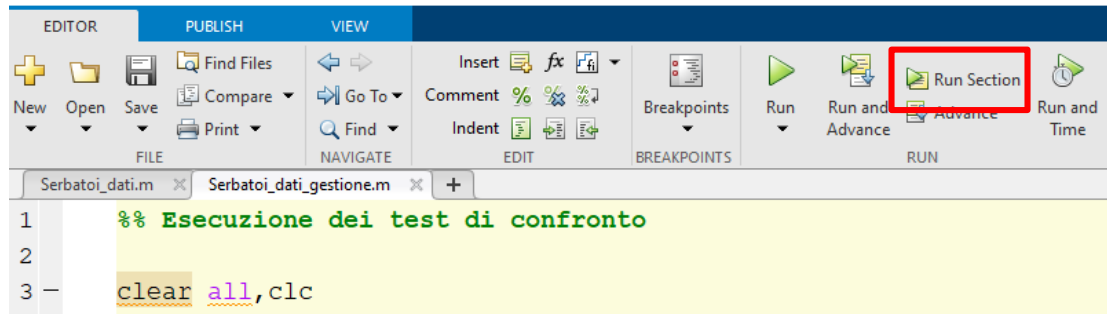 EDITOR PUBLISH VIEW
Find Files Insert fx fi
New Open Save Compare Go To Comment % % % Breakpoints Run Run and Advance Run Section Advance Run and Time
Print Find Indent
FILE NAVIGATE EDIT BREAKPOINTS RUN
Serbatoi_dati.m Serbatoi_dati_gestione.m +
1 %% Esecuzione dei test di confronto
2
3 – clear all,clc